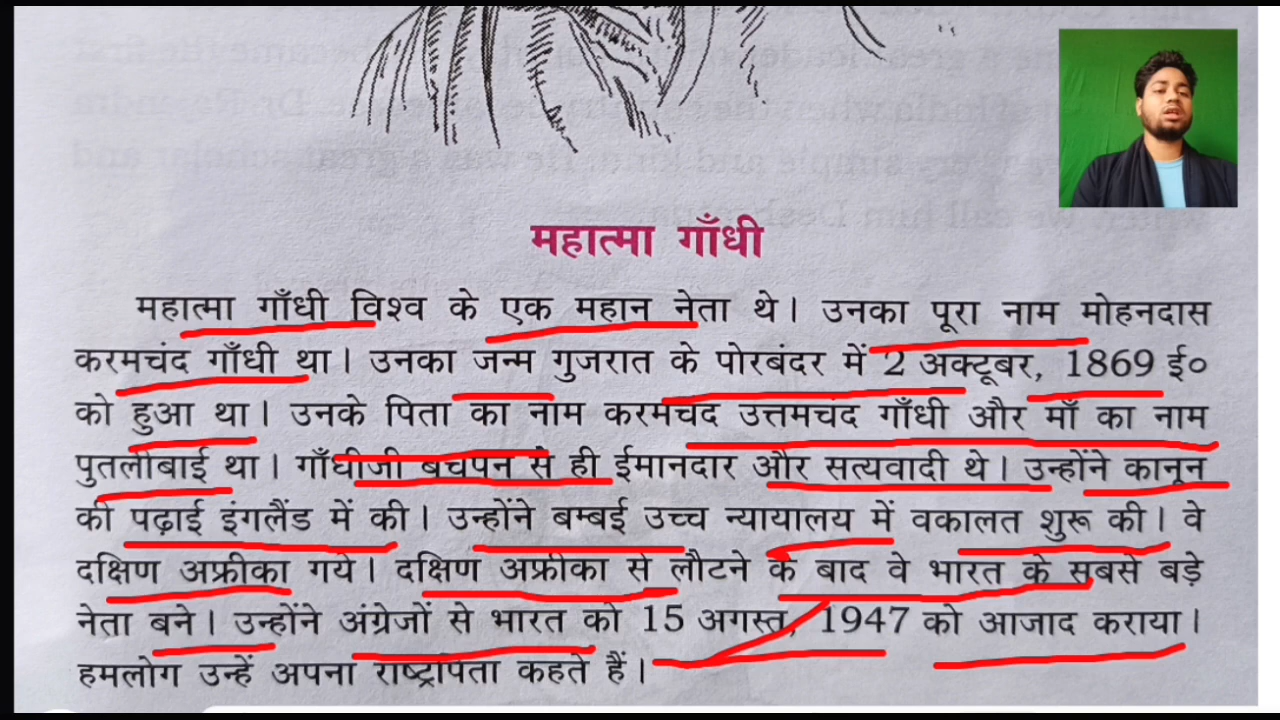 महात्मा गाँधी
महात्मा गाँधी विश्व के एक महान नेता थे। उनका पूरा नाम मोहनदास
करमचंद गाँधी था। उनका जन्म गुजरात के पोरबंदर में 2 अक्टूबर, 1869 ई०
को हुआ था। उनके पिता का नाम करमचंद उत्तमचंद गाँधी और माँ का नाम
पुतलीबाई था। गाँधीजी बचपन से ही ईमानदार और सत्यवादी थे। उन्होंने कानून
की पढ़ाई इंगलैंड में की। उन्होंने बम्बई उच्च न्यायालय में वकालत शुरू की। वे
दक्षिण अफ्रीका गये। दक्षिण अफ्रीका से लौटने के बाद वे भारत के सबसे बड़े
नेता बने। उन्होंने अंग्रेजों से भारत को 15 अगस्त, 1947 को आजाद कराया।
हमलोग उन्हें अपना राष्ट्रपिता कहते हैं।